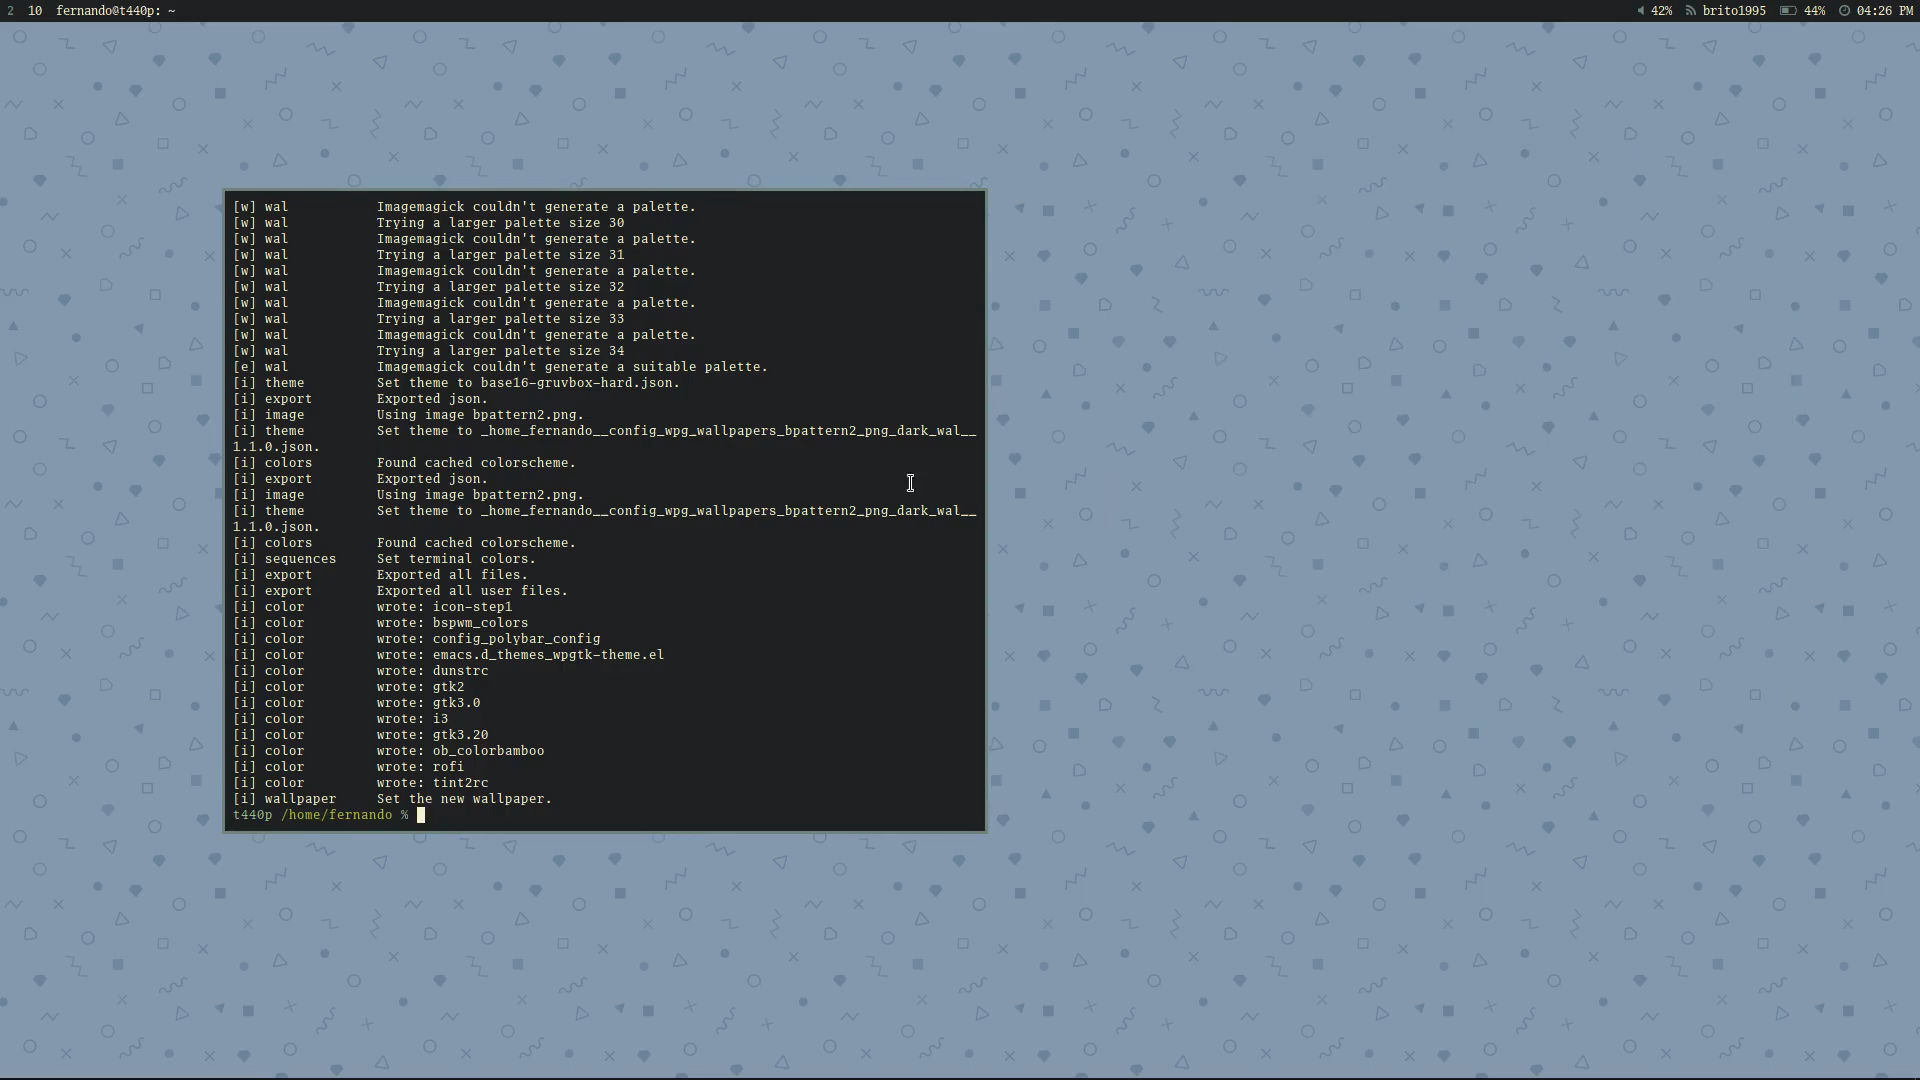 2 10 fernando@t440p: ~ 42% brito1995 44% 04:26 PM
[w] wal Imagemagick couldn't generate a palette.
[w] wal Trying a larger palette size 30
[w] wal Imagemagick couldn't generate a palette.
[w] wal Trying a larger palette size 31
[w] wal Imagemagick couldn't generate a palette.
[w] wal Trying a larger palette size 32
[w] wal Imagemagick couldn't generate a palette.
[w] wal Trying a larger palette size 33
[w] wal Imagemagick couldn't generate a palette.
[w] wal Trying a larger palette size 34
[e] wal Imagemagick couldn't generate a suitable palette.
[i] theme Set theme to base16-gruvbox-hard.json.
[i] export Exported json.
[i] image Using image bpattern2.png.
[i] theme Set theme to _home_fernando__config_wpg_wallpapers_bpattern2_png_dark_wal__
1.1.0.json.
[i] colors Found cached colorscheme.
[i] export Exported json.
[i] image Using image bpattern2.png.
[i] theme Set theme to _home_fernando__config_wpg_wallpapers_bpattern2_png_dark_wal__
1.1.0.json.
[i] colors Found cached colorscheme.
[i] sequences Set terminal colors.
[i] export Exported all files.
[i] export Exported all user files.
[i] color wrote: icon-step1
[i] color wrote: bspwm_colors
[i] color wrote: config_polybar_config
[i] color wrote: emacs.d_themes_wpgtk-theme.el
[i] color wrote: dunstrc
[i] color wrote: gtk2
[i] color wrote: gtk3.0
[i] color wrote: i3
[i] color wrote: gtk3.20
[i] color wrote: ob_colorbamboo
[i] color wrote: rofi
[i] color wrote: tint2rc
[i] wallpaper Set the new wallpaper.
t440p /home/fernando %